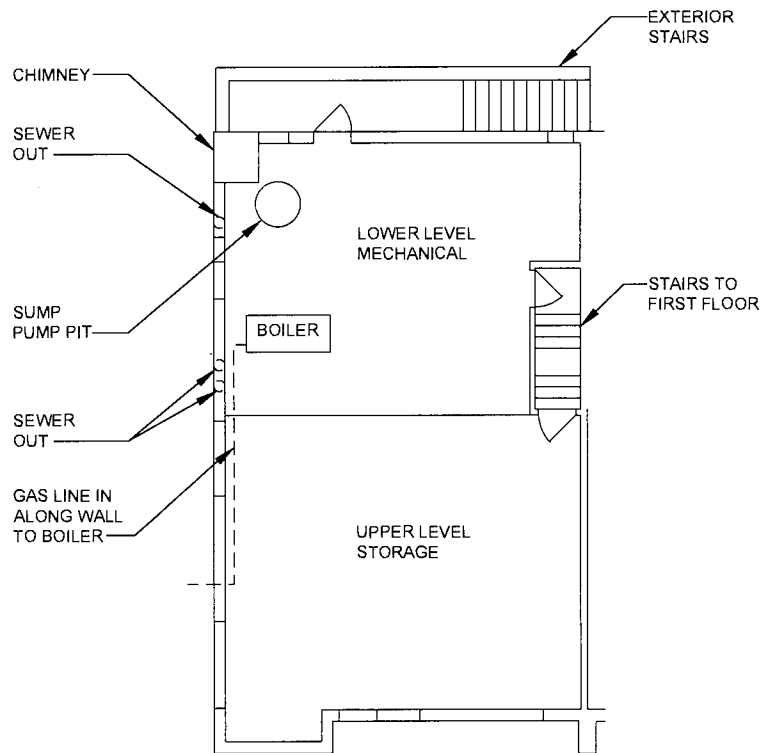 EXTERIOR
STAIRS
CHIMNEY
SEWER
OUT
LOWER LEVEL
MECHANICAL
STAIRS TO
FIRST FLOOR
SUMP
PUMP PIT
BOILER
SEWER
OUT
GAS LINE IN
ALONG WALL
TO BOILER
UPPER LEVEL
STORAGE